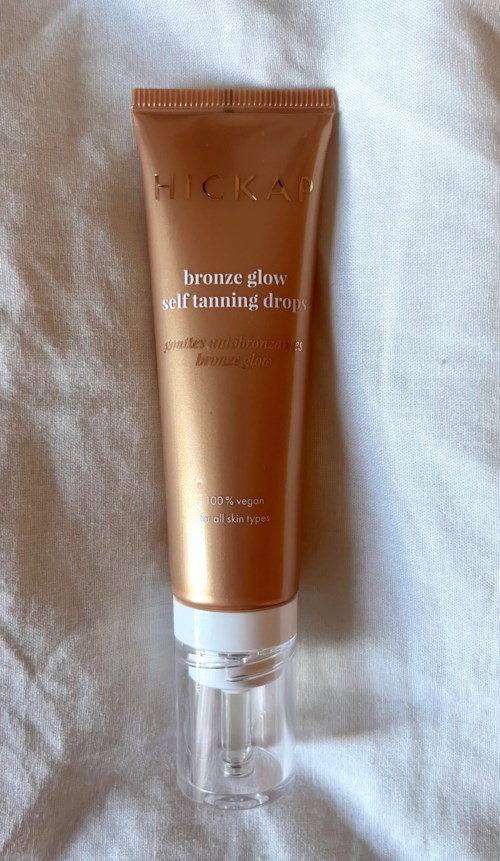 HICKAP
bronze glow
self tanning drops
gouttes autobronzantes
bronze glow
100% vegan
for all skin types